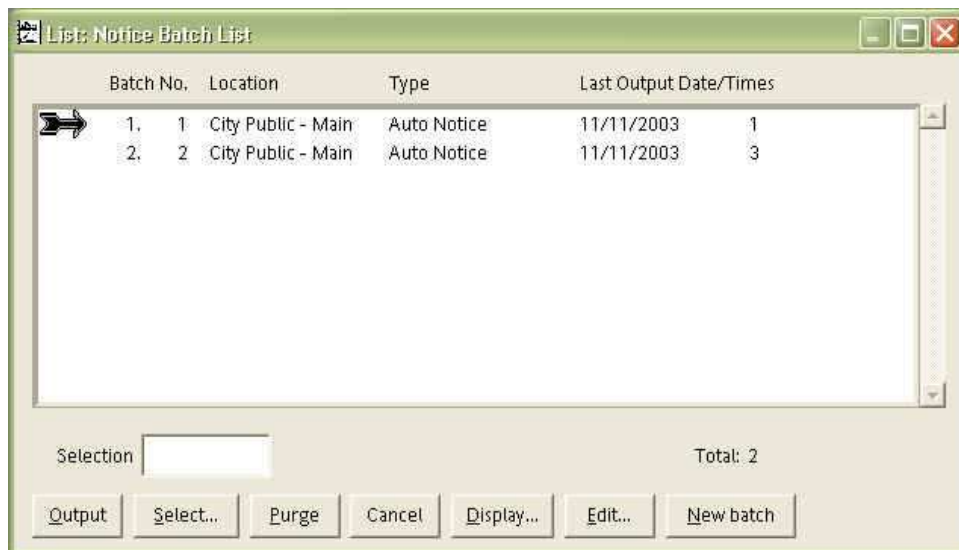 List: Notice Batch List
Batch No. Location Type Last Output Date/Times
1. 1 City Public - Main Auto Notice 11/11/2003 1
2. 2 City Public - Main Auto Notice 11/11/2003 3
Selection Total: 2
Output Select... Purge Cancel Display... Edit... New batch